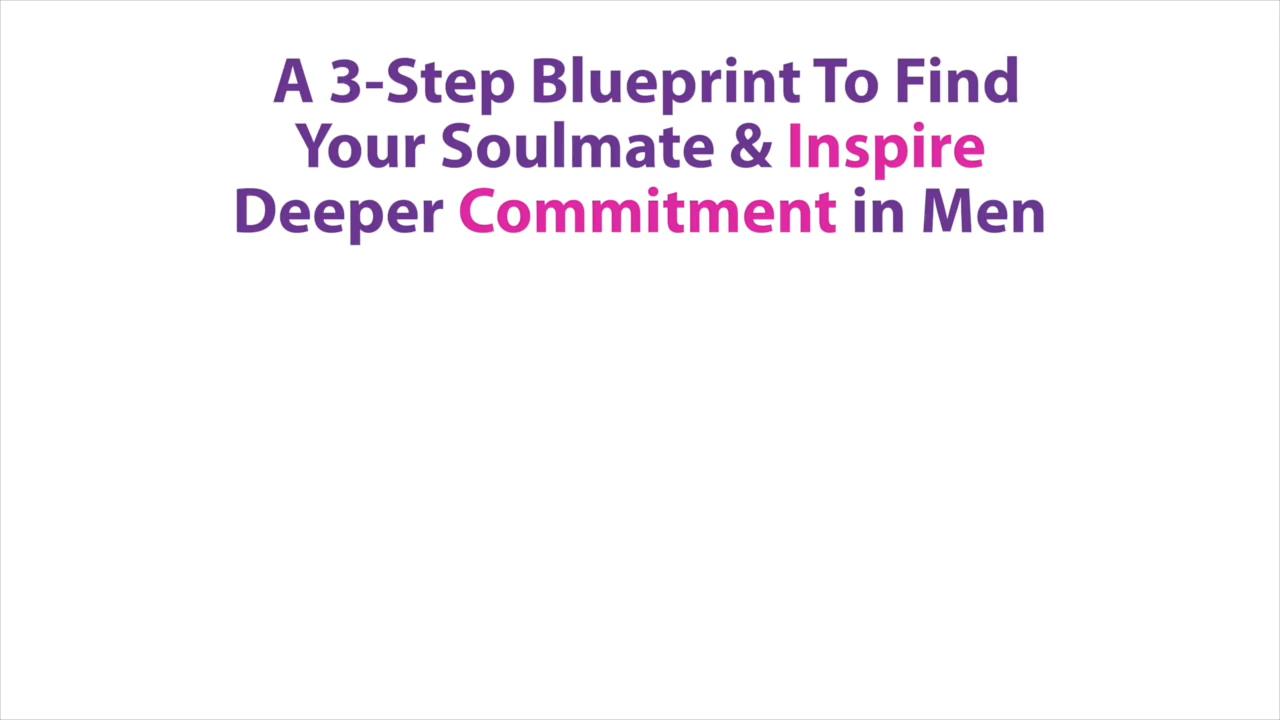 A 3-Step Blueprint To Find
Your Soulmate & Inspire
Deeper Commitment in Men